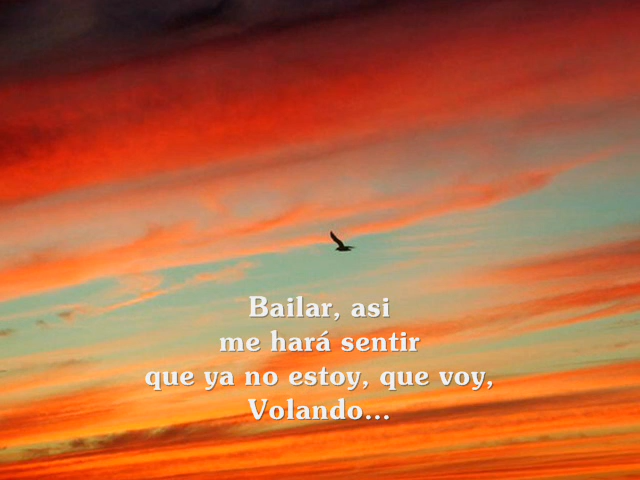 Bailar, asi
me hará sentir
que ya no estoy, que voy,
Volando...